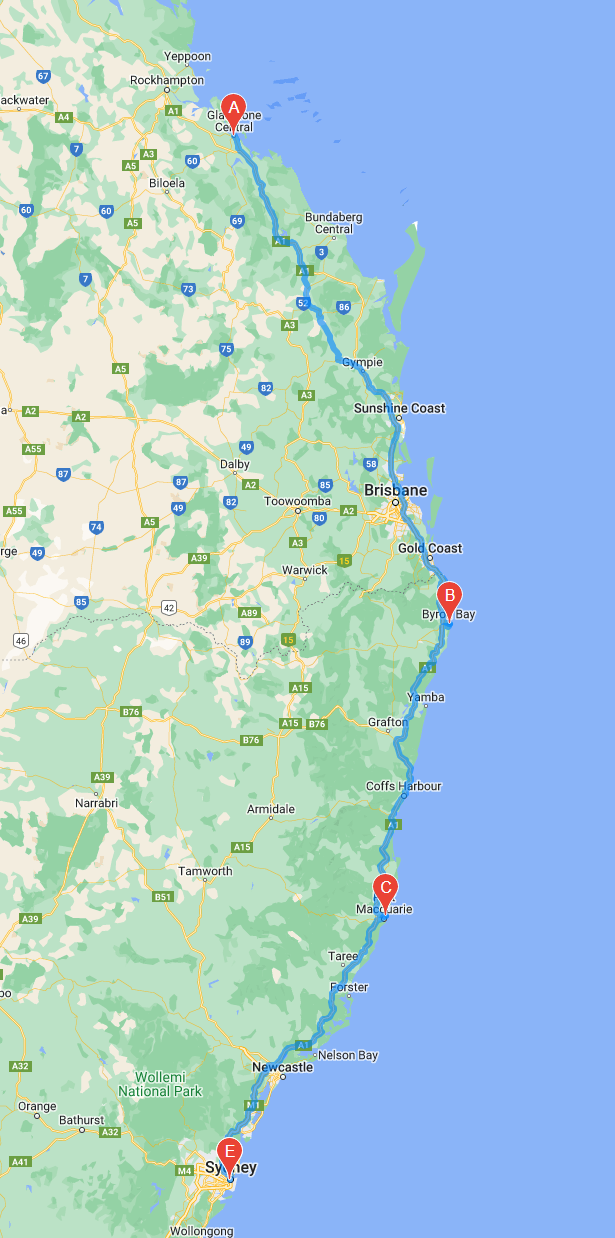 Yeppoon
67
Rockhampton
ackwater
A
A4
A1
Central
7
A3
60
A5
Biloela
60
60
A5
69
Bundaberg
Central
A1
3
7
A1
73
52
86
A3
75
Gympie
A5
82
A3
Sunshine Coast
a
A2
A2
A55
49
87
Dalby
58
87
82
A2
85
Brisbane
Toowoomba
A55
49
80
A2
74
A5
A3
Gold Coast
rge
49
A39
15
Warwick
85
42
B
A89
Byron Bay
46
89
15
A1
A15
Yamba
B76
A15
B76
Grafton
B76
A39
Coffs Harbour
Narrabri
Armidale
A1
A15
Tamworth
C
B51
Macquarie
A39
Taree
Forster
oo
A1
Nelson Bay
A32
Newcastle
Wollemi
National Park
Orange
M1
Bathurst
A32
E
A41
M4
Sydney
Wollongong